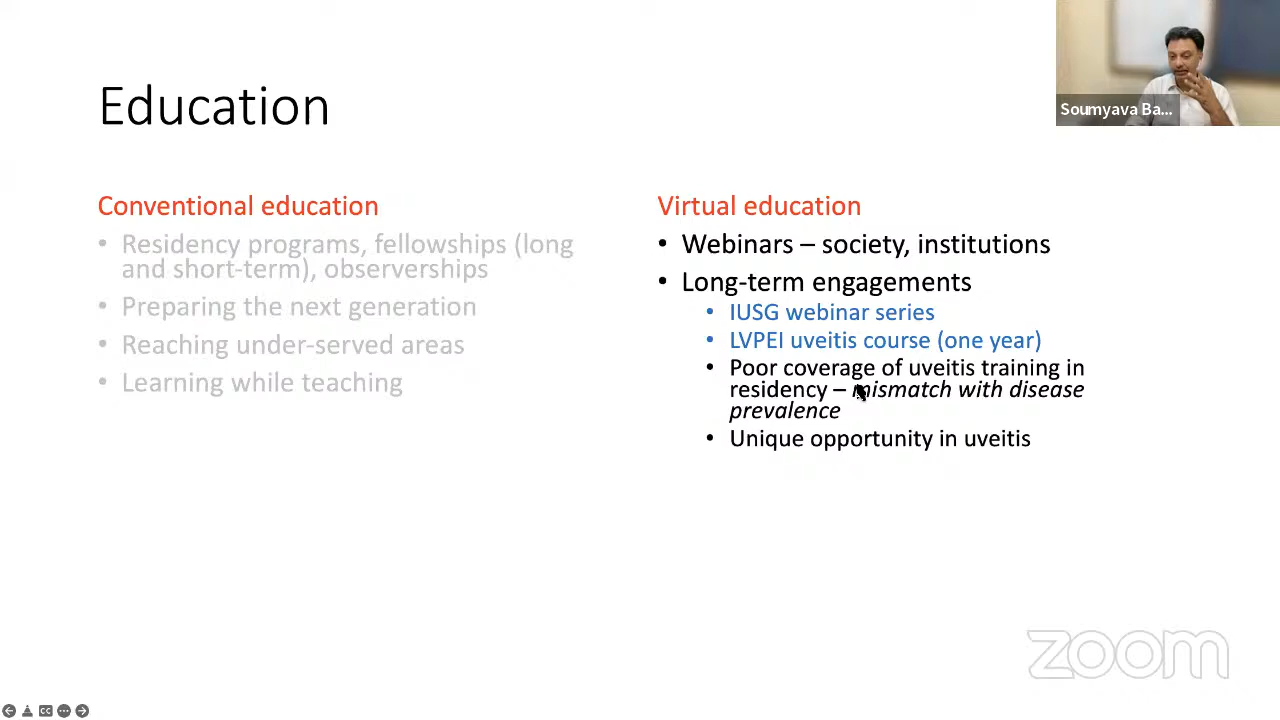 Education
Soumyava Ba...
Conventional education
• Residency programs, fellowships (long
and short-term), observerships
• Preparing the next generation
• Reaching under-served areas
• Learning while teaching
Virtual education
• Webinars – society, institutions
• Long-term engagements
• IUSG webinar series
• LVPEI uveitis course (one year)
• Poor coverage of uveitis training in
residency – mismatch with disease
prevalence
• Unique opportunity in uveitis
zoom
CC